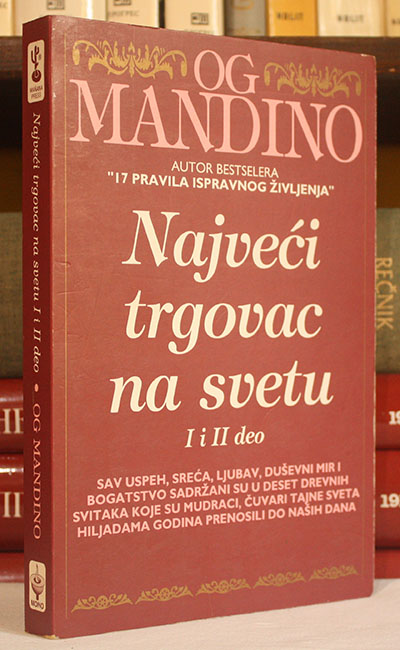 OG
MANDINO
AUTOR BESTSELERA
"17 PRAVILA ISPRAVNOG ŽIVLJENJA"
Najveći
trgovac
na svetu
I i II deo
SAV USPEH, SREĆA, LJUBAV, DUŠEVNI MIR I
BOGATSTVO SADRŽANI SU U DESET DREVNIH
SVITAKA KOJE SU MUDRACI, ČUVARI TAJNE SVETA
HILJADAMA GODINA PRENOSILI DO NAŠIH DANA
Najveći trgovac na svetu I i II deo • OG MANDINO
MONO
REČNIK